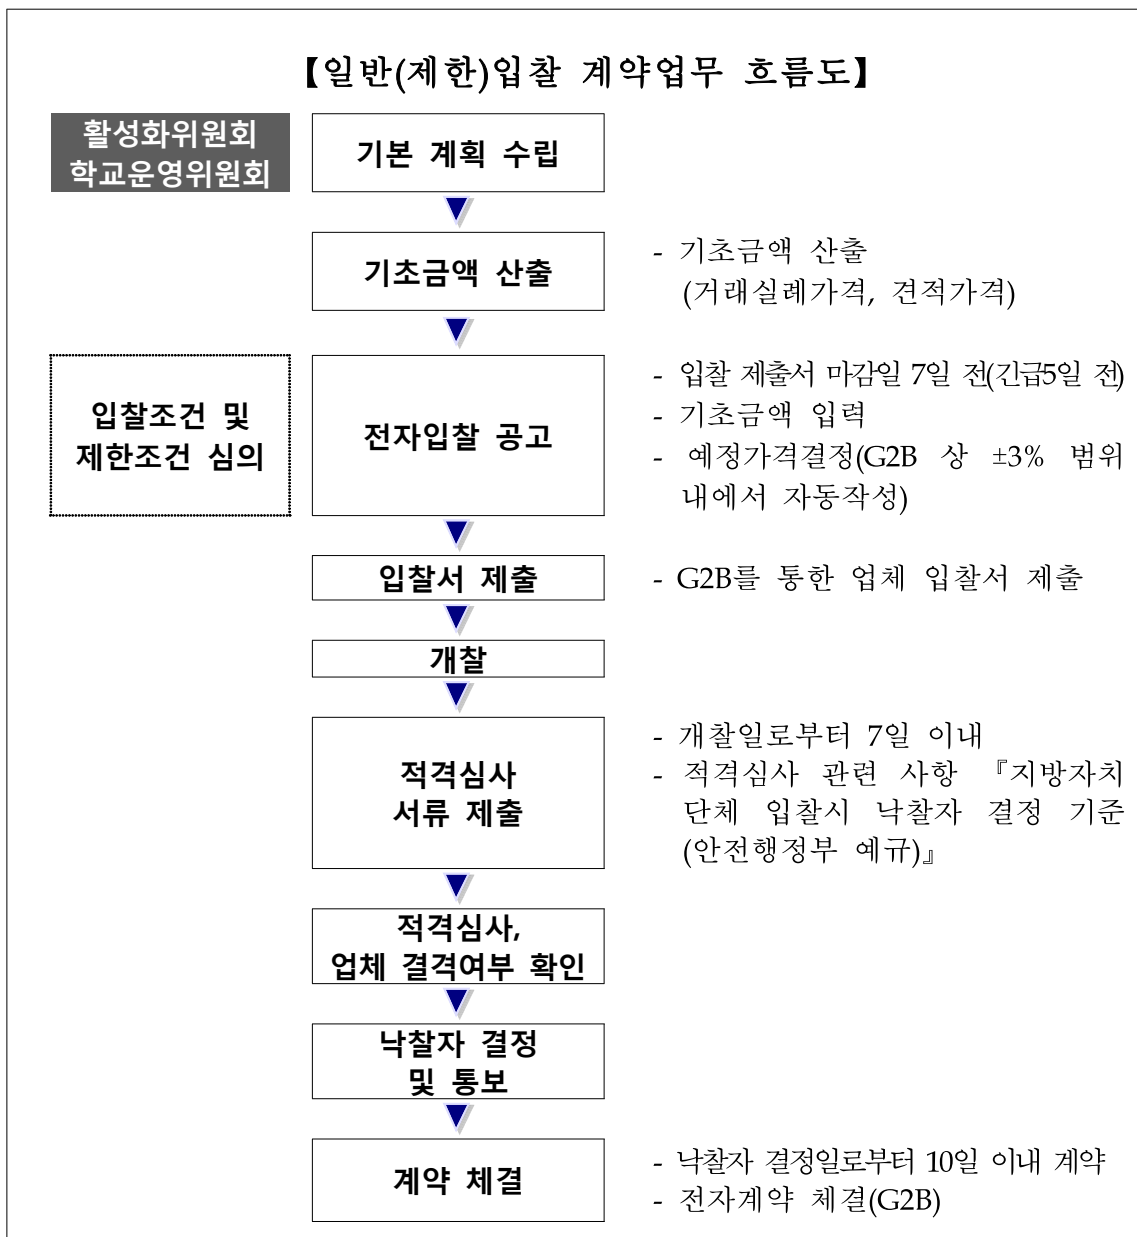 【일반(제한)입찰 계약업무 흐름도】
활성화위원회
학교운영위원회
기본 계획 수립
기초금액 산출
- 기초금액 산출
(거래실례가격, 견적가격)
입찰조건 및
제한조건 심의
전자입찰 공고
- 입찰 제출서 마감일 7일 전(긴급5일 전)
- 기초금액 입력
- 예정가격결정(G2B 상 ±3% 범위
내에서 자동작성)
입찰서 제출
- G2B를 통한 업체 입찰서 제출
개찰
적격심사
서류 제출
- 개찰일로부터 7일 이내
- 적격심사 관련 사항 『지방자치
단체 입찰시 낙찰자 결정 기준
(안전행정부 예규)』
적격심사,
업체 결격여부 확인
낙찰자 결정
및 통보
계약 체결
- 낙찰자 결정일로부터 10일 이내 계약
- 전자계약 체결(G2B)